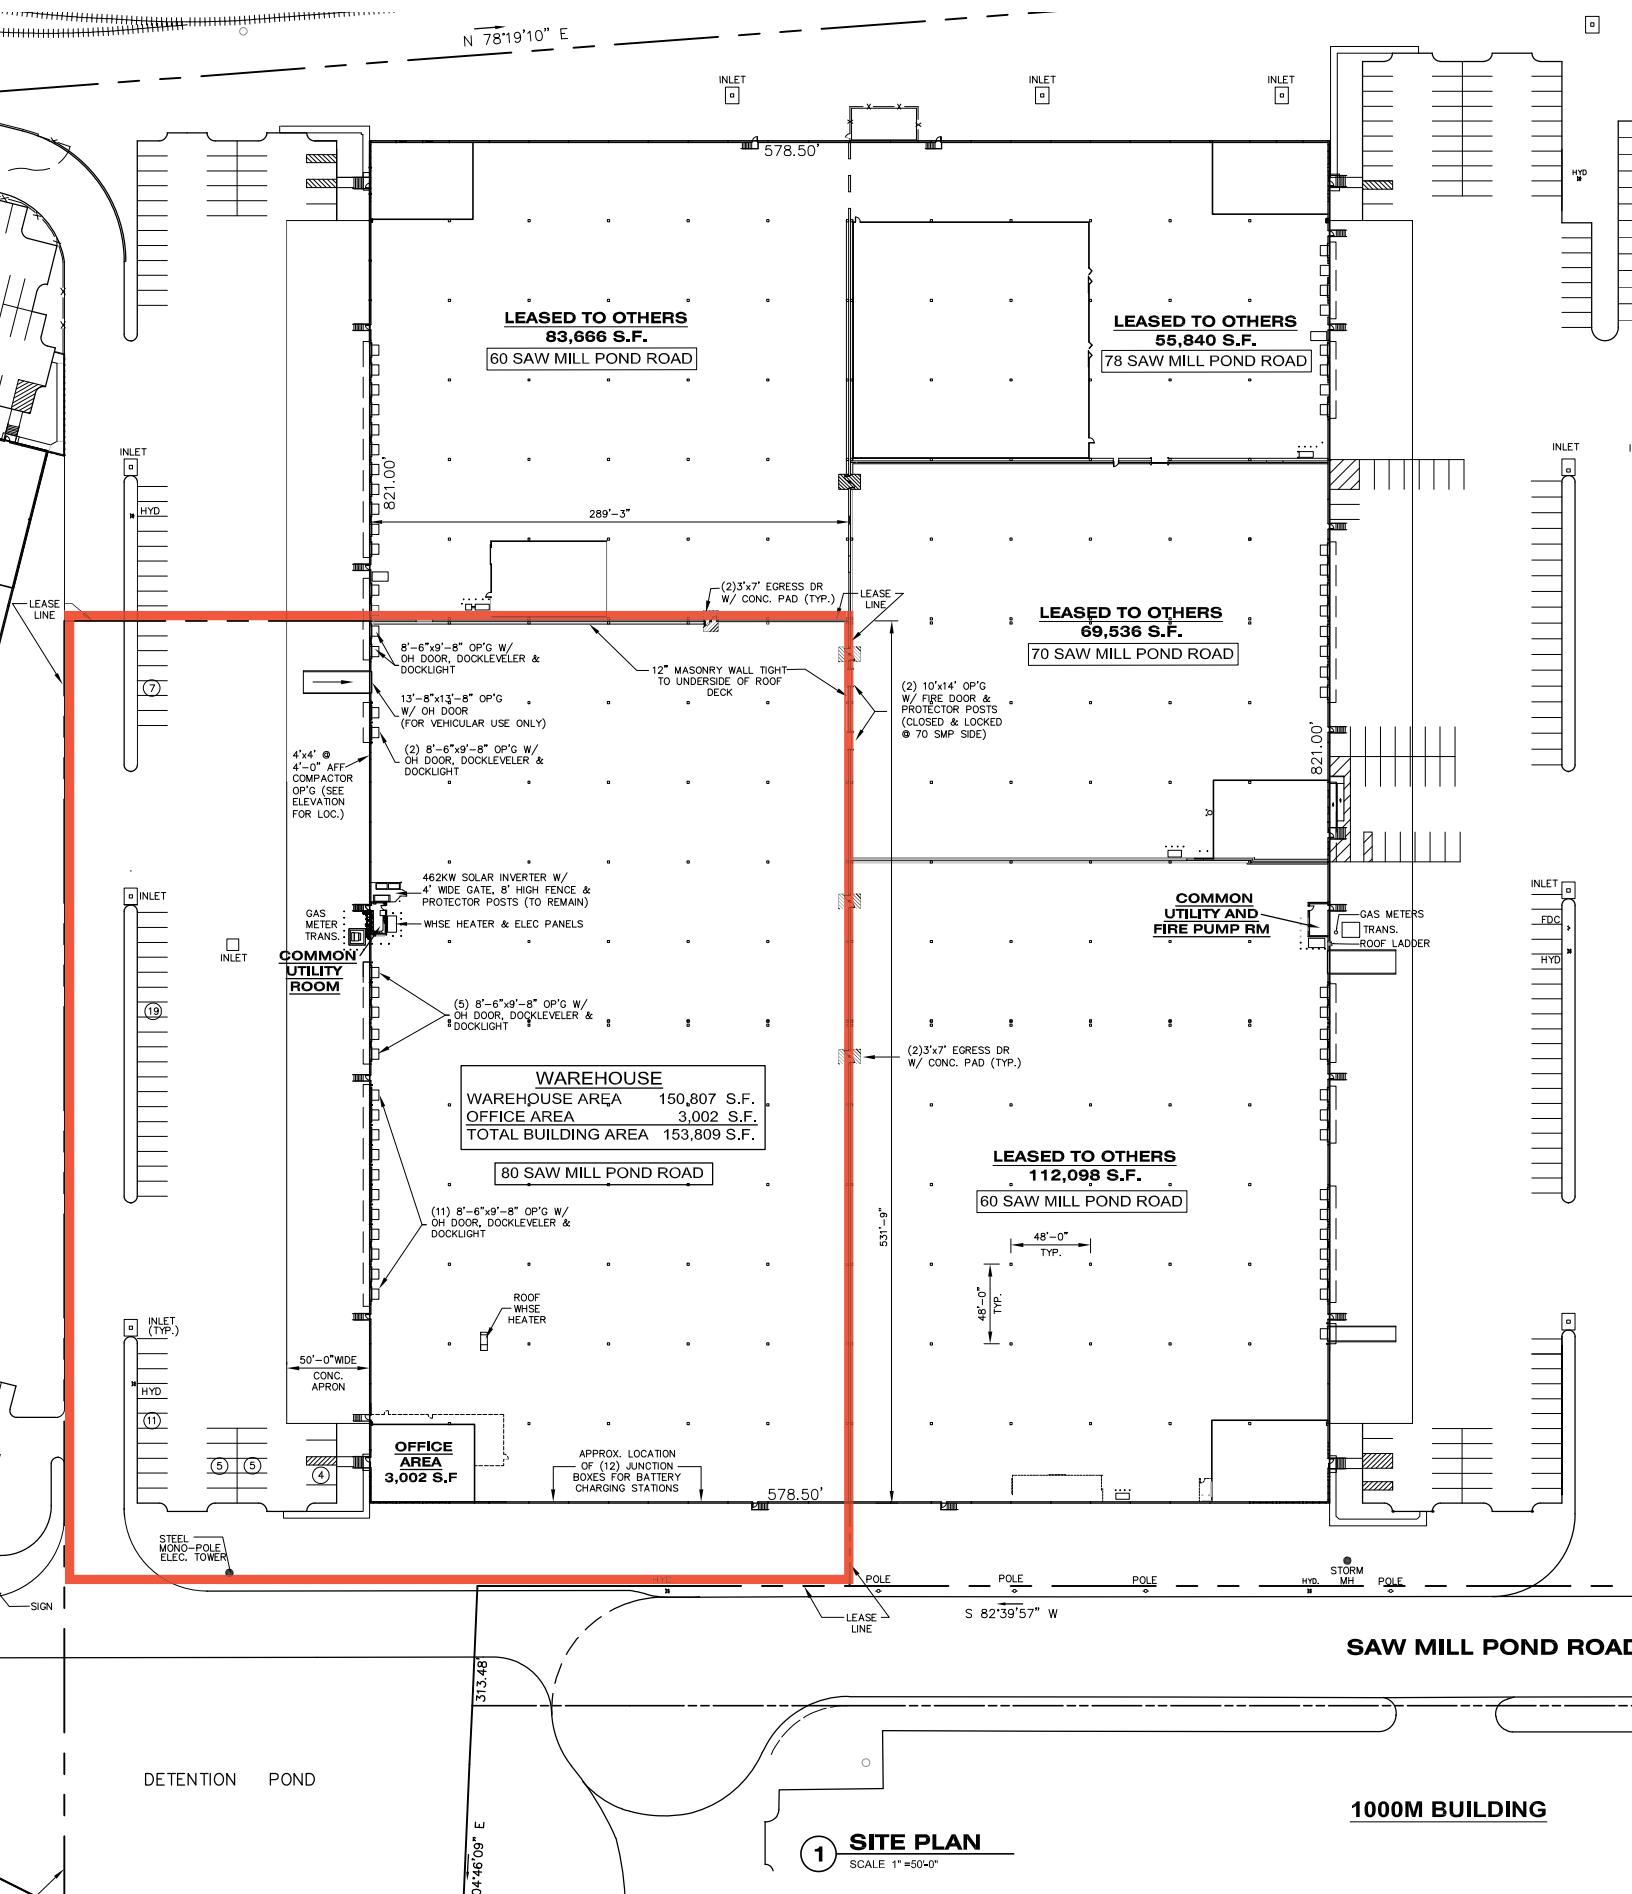 N 78°19'10" E
INLET
INLET
INLET
578.50'
HYD
LEASED TO OTHERS
83,666 S.F.
60 SAW MILL POND ROAD
LEASED TO OTHERS
55,840 S.F.
78 SAW MILL POND ROAD
INLET
HYD
821.00'
289'-3"
INLET
LEASE
LINE
(2)3'x7' EGRESS DR
W/ CONC. PAD (TYP.)
LEASE
LINE
LEASED TO OTHERS
69,536 S.F.
70 SAW MILL POND ROAD
8'-6"x9'-8" OP'G W/
OH DOOR, DOCKLEVELER &
DOCKLIGHT
12" MASONRY WALL TIGHT
TO UNDERSIDE OF ROOF
DECK
7
13'-8"x13'-8" OP'G
W/ OH DOOR
(FOR VEHICULAR USE ONLY)
(2) 10'x14' OP'G
W/ FIRE DOOR &
PROTECTOR POSTS
(CLOSED & LOCKED
@ 70 SMP SIDE)
4'x4' @
4'-0" AFF
COMPACTOR
OP'G (SEE
ELEVATION
FOR LOC.)
(2) 8'-6"x9'-8" OP'G W/
OH DOOR, DOCKLEVELER &
DOCKLIGHT
821.00'
INLET
462KW SOLAR INVERTER W/
4' WIDE GATE, 8' HIGH FENCE &
PROTECTOR POSTS (TO REMAIN)
GAS
METER
TRANS.
WHSE HEATER & ELEC PANELS
COMMON
UTILITY AND
FIRE PUMP RM
GAS METERS
TRANS.
ROOF LADDER
INLET
FDC
HYD
INLET
COMMON
UTILITY
ROOM
19
(5) 8'-6"x9'-8" OP'G W/
OH DOOR, DOCKLEVELER &
DOCKLIGHT
(2)3'x7' EGRESS DR
W/ CONC. PAD (TYP.)
WAREHOUSE
WAREHOUSE AREA 150,807 S.F.
OFFICE AREA 3,002 S.F.
TOTAL BUILDING AREA 153,809 S.F.
80 SAW MILL POND ROAD
LEASED TO OTHERS
112,098 S.F.
60 SAW MILL POND ROAD
(11) 8'-6"x9'-8" OP'G W/
OH DOOR, DOCKLEVELER &
DOCKLIGHT
531'-9"
48'-0"
TYP.
48'-0"
TYP.
ROOF
WHSE
HEATER
INLET
(TYP.)
50'-0"WIDE
CONC.
APRON
HYD
11
5
5
4
OFFICE
AREA
3,002 S.F
APPROX. LOCATION
OF (12) JUNCTION
BOXES FOR BATTERY
CHARGING STATIONS
578.50'
STEEL
MONO-POLE
ELEC. TOWER
SIGN
HYD.
POLE
POLE
POLE
HYD.
STORM
MH
POLE
LEASE
LINE
S 82°39'57" W
SAW MILL POND ROAD
313.48'
DETENTION POND
04°46'09" E
1000M BUILDING
1
SITE PLAN
SCALE 1"=50'-0"